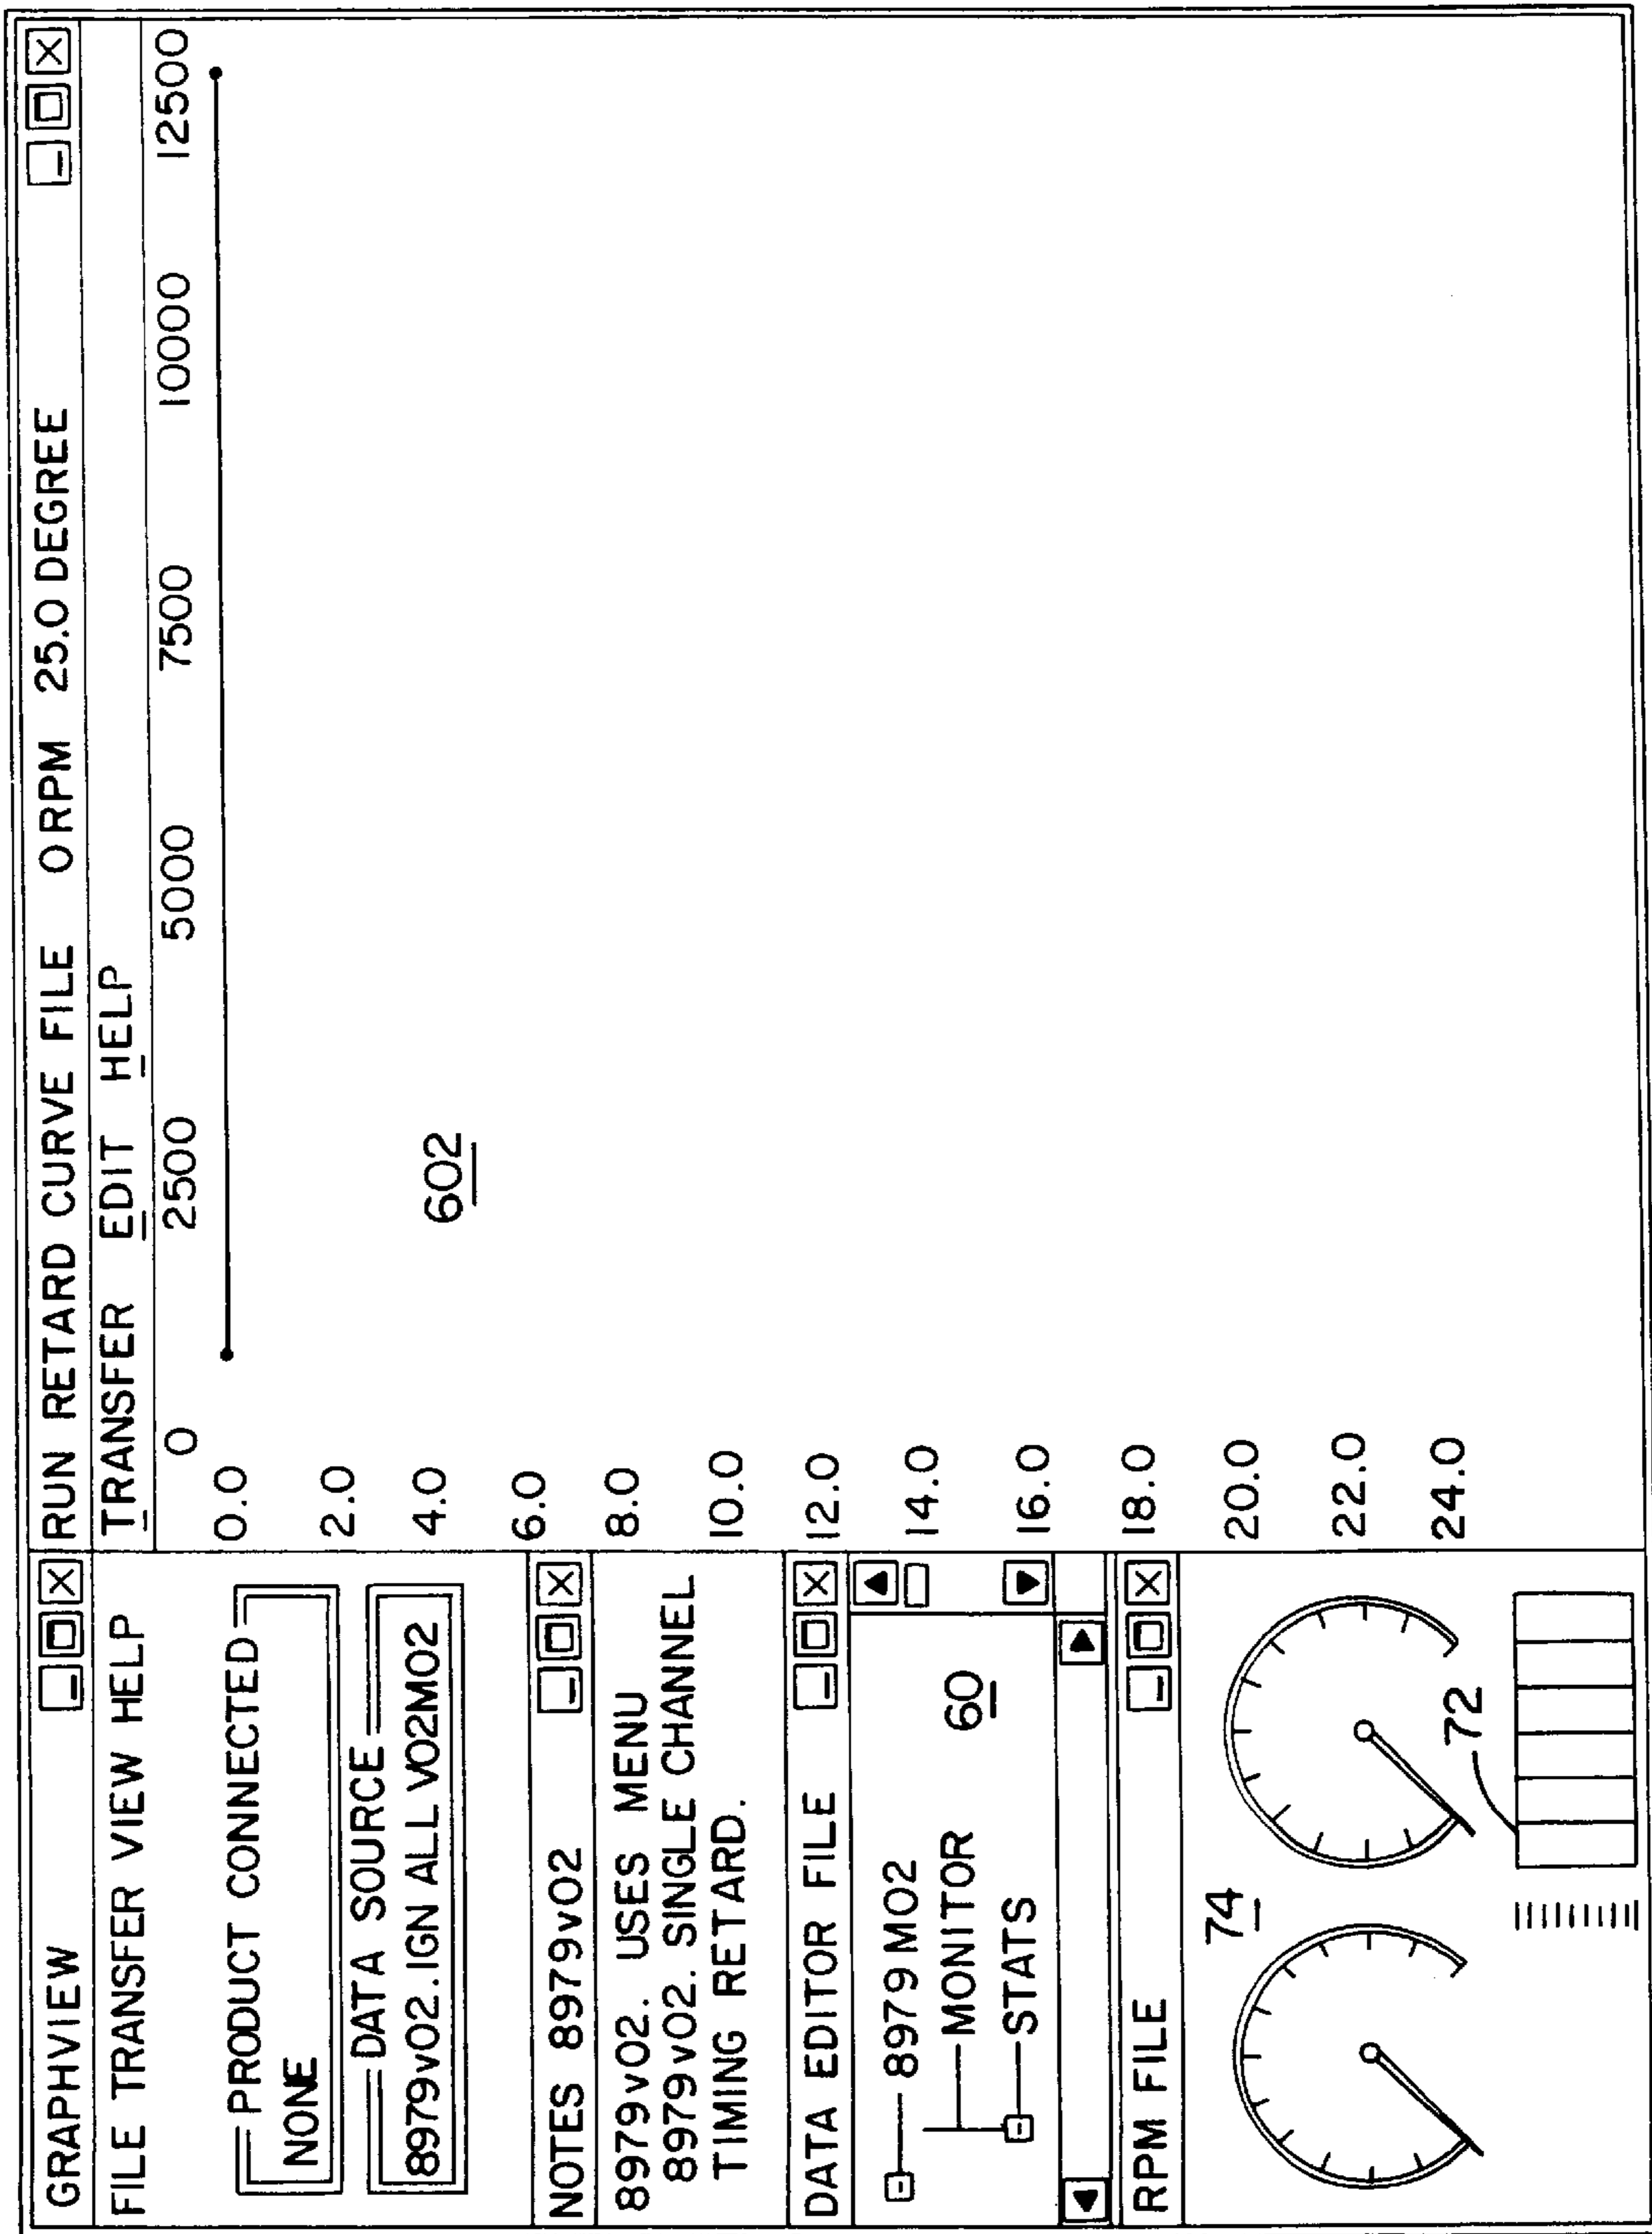 GRAPHVIEW
FILE TRANSFER VIEW HELP
PRODUCT CONNECTED
NONE
DATA SOURCE
8979v02.IGN ALL V02M02
NOTES 8979v02
8979v02. USES MENU
8979v02. SINGLE CHANNEL
TIMING RETARD.
DATA EDITOR FILE
8979 M02
MONITOR
STATS
60
RPM FILE
74
72
RUN RETARD CURVE FILE 0 RPM 25.0 DEGREE
TRANSFER EDIT HELP
0 2500 5000 7500 10000 12500
0.0
2.0
4.0
6.0
8.0
10.0
12.0
14.0
16.0
18.0
20.0
22.0
24.0
602